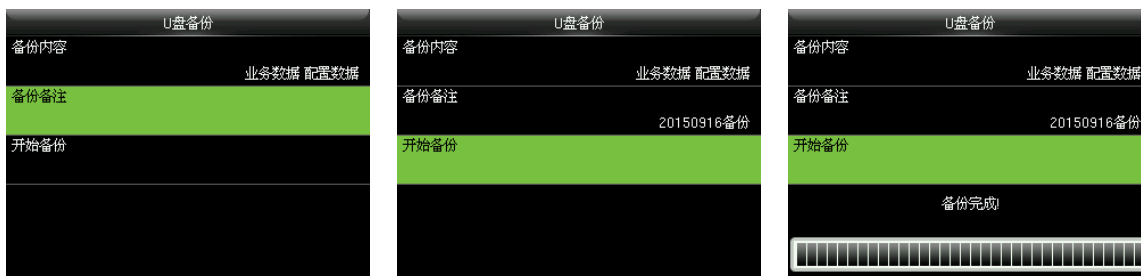 U盘备份
备份内容
业务数据 配置数据
备份备注
开始备份
U盘备份
备份内容
业务数据 配置数据
备份备注
20150916备份
开始备份
U盘备份
备份内容
业务数据 配置数据
备份备注
20150916备份
开始备份
备份完成!